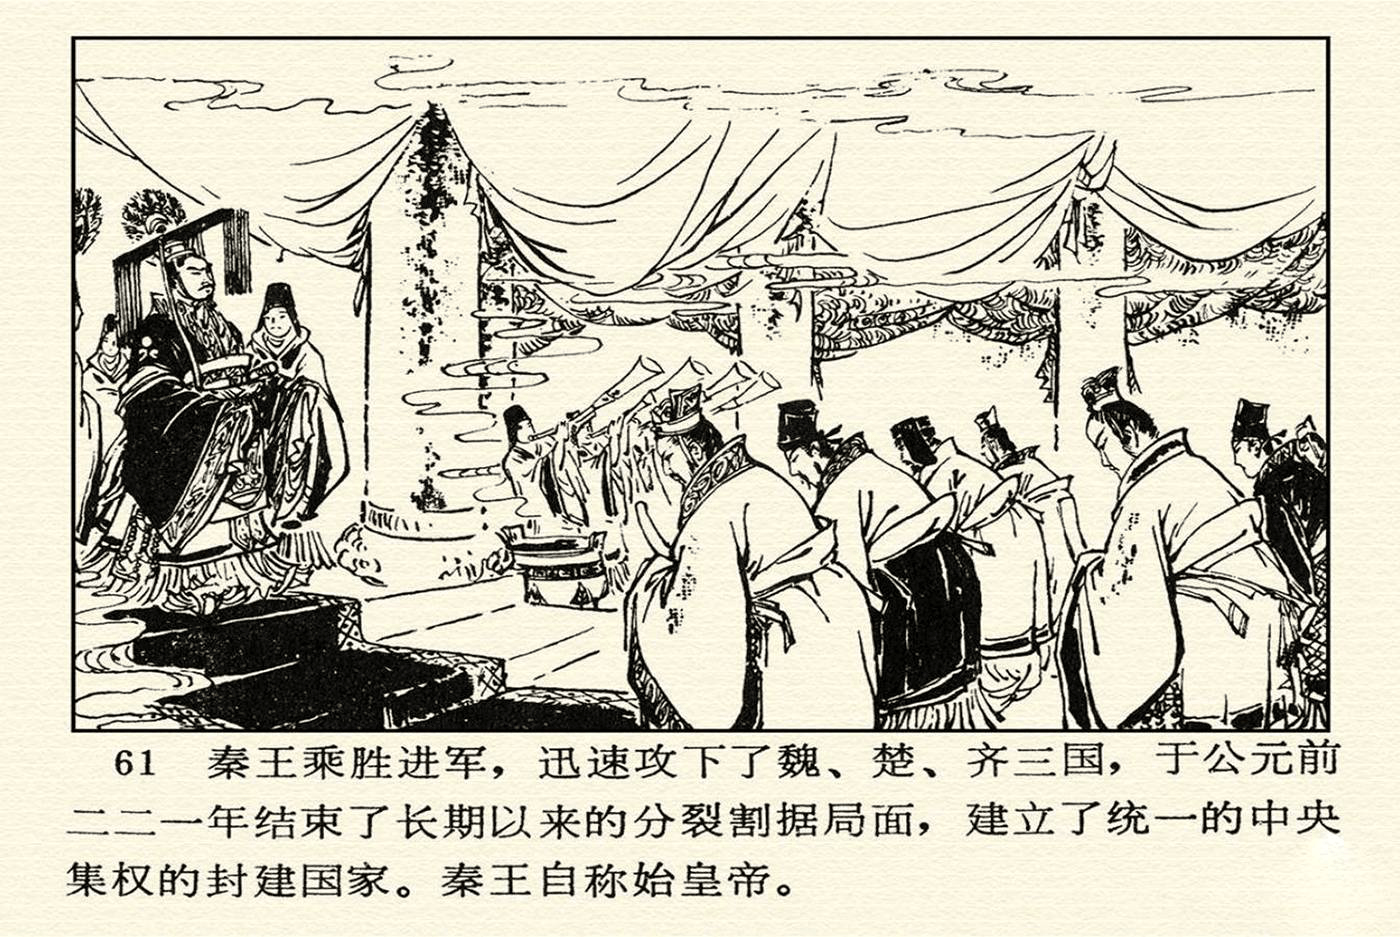 61 秦王乘胜进军，迅速攻下了魏、楚、齐三国，于公元前
二二一年结束了长期以来的分裂割据局面，建立了统一的中央
集权的封建国家。秦王自称始皇帝。